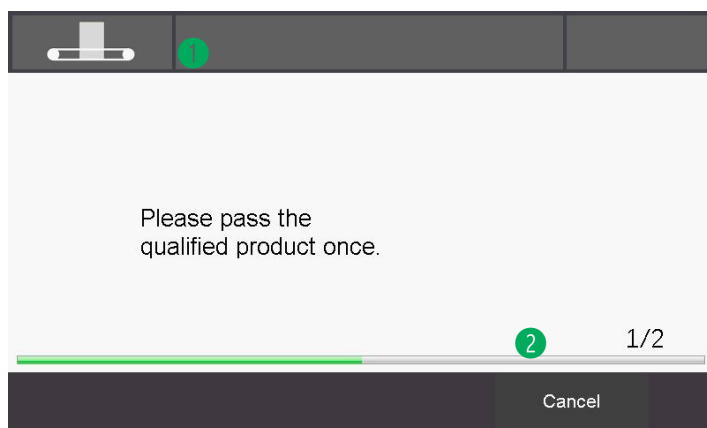 1
Please pass the
qualified product once.
2
1/2
Cancel